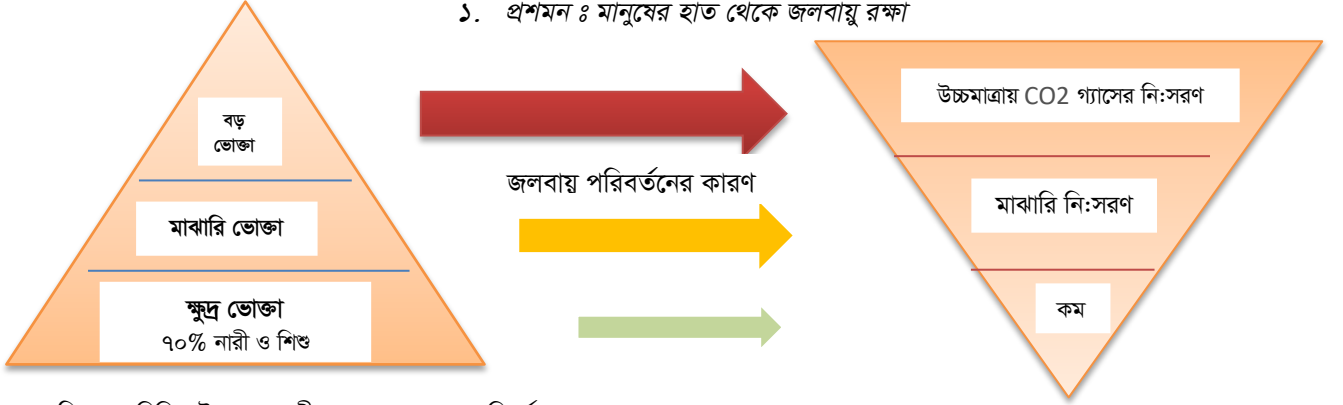 ১. প্রশমন ঃ মানুষের হাত থেকে জলবায়ু রক্ষা
বড়
ভোক্তা
উচ্চমাত্রায় CO2 গ্যাসের নি:সরণ
জলবায়ু পরিবর্তনের কারণ
মাঝারি ভোক্তা
মাঝারি নি:সরণ
ক্ষুদ্র ভোক্তা
৭০% নারী ও শিশু
কম